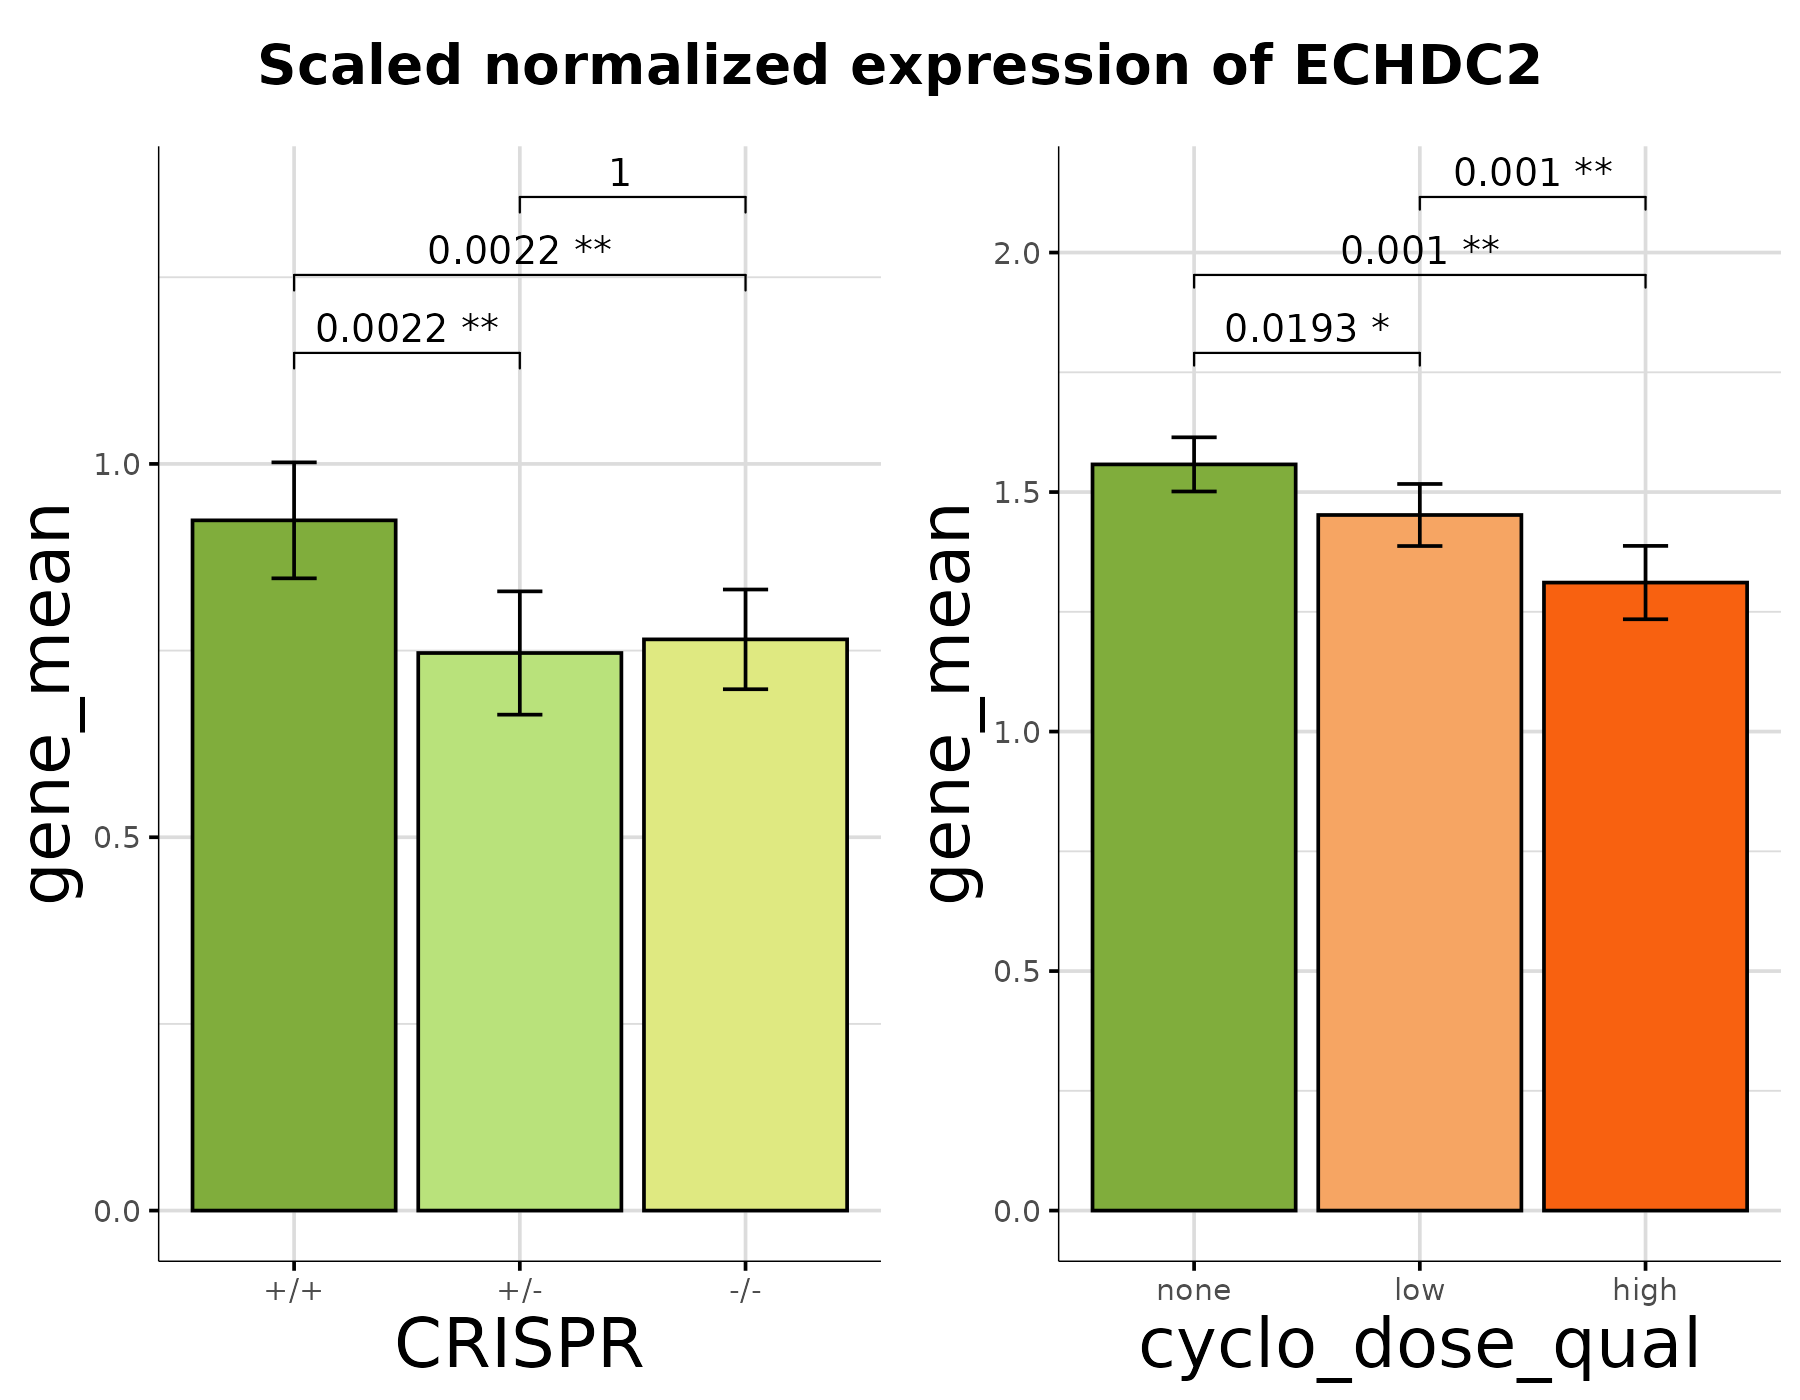 Scaled normalized expression of ECHDC2
1
0.0022 **
0.0022 **
1.0
0.5
0.0
gene_mean
+/+ +/- -/-
CRISPR
0.001 **
0.001 **
0.0193 *
2.0
1.5
1.0
0.5
0.0
gene_mean
none low high
cyclo_dose_qual